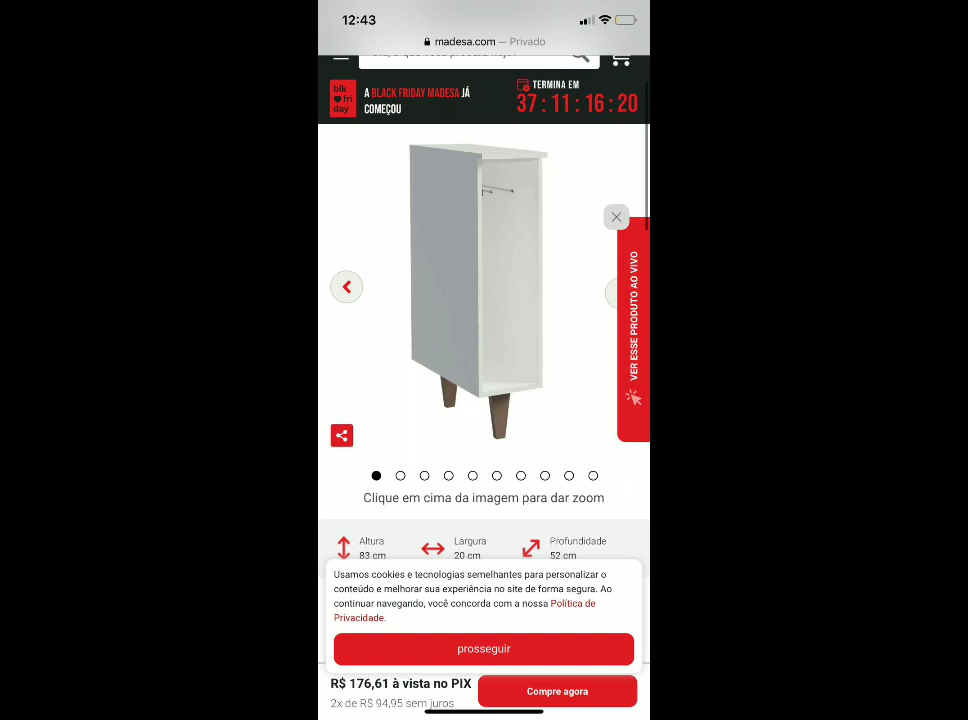 12:43
madesa.com — Privado
blk
fri
day
A BLACK FRIDAY MADESA JÁ
COMEÇOU
TERMINA EM
37 : 11 : 16 : 20
VER ESSE PRODUTO AO VIVO
Clique em cima da imagem para dar zoom
Altura
83 cm
Largura
20 cm
Profundidade
52 cm
Usamos cookies e tecnologias semelhantes para personalizar o
conteúdo e melhorar sua experiência no site de forma segura. Ao
continuar navegando, você concorda com a nossa Política de
Privacidade.
prosseguir
R$ 176,61 à vista no PIX
2x de R$ 94,95 sem juros
Compre agora